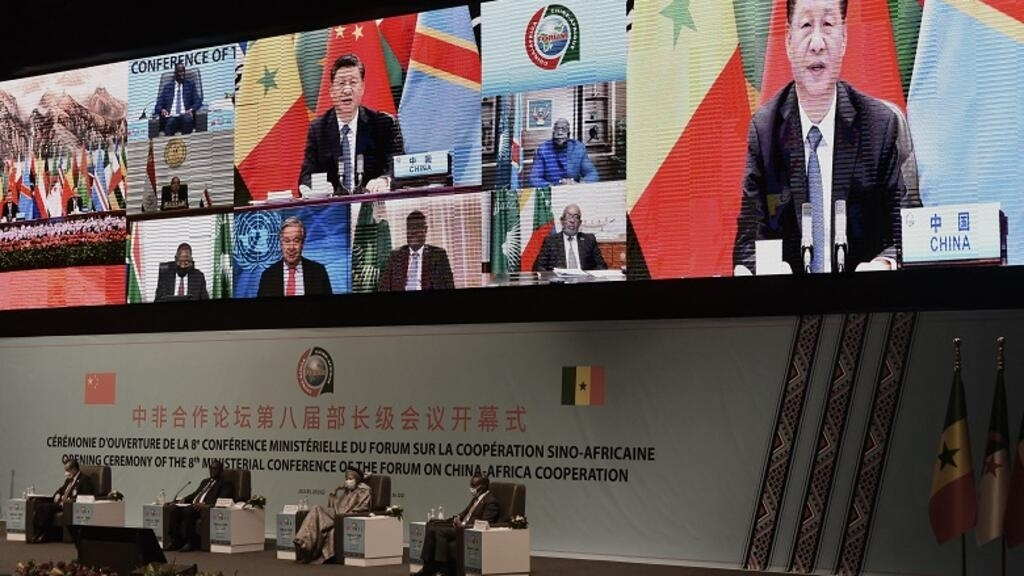 CONFERENCE OF T
FORUM
中国
CHINA
中国
CHINA
中非合作论坛第八届部长级会议开幕式
CÉRÉMONIE D'OUVERTURE DE LA 8e CONFÉRENCE MINISTÉRIELLE DU FORUM SUR LA COOPÉRATION SINO-AFRICAINE
OPENING CEREMONY OF THE 8th MINISTERIAL CONFERENCE OF THE FORUM ON CHINA-AFRICA COOPERATION